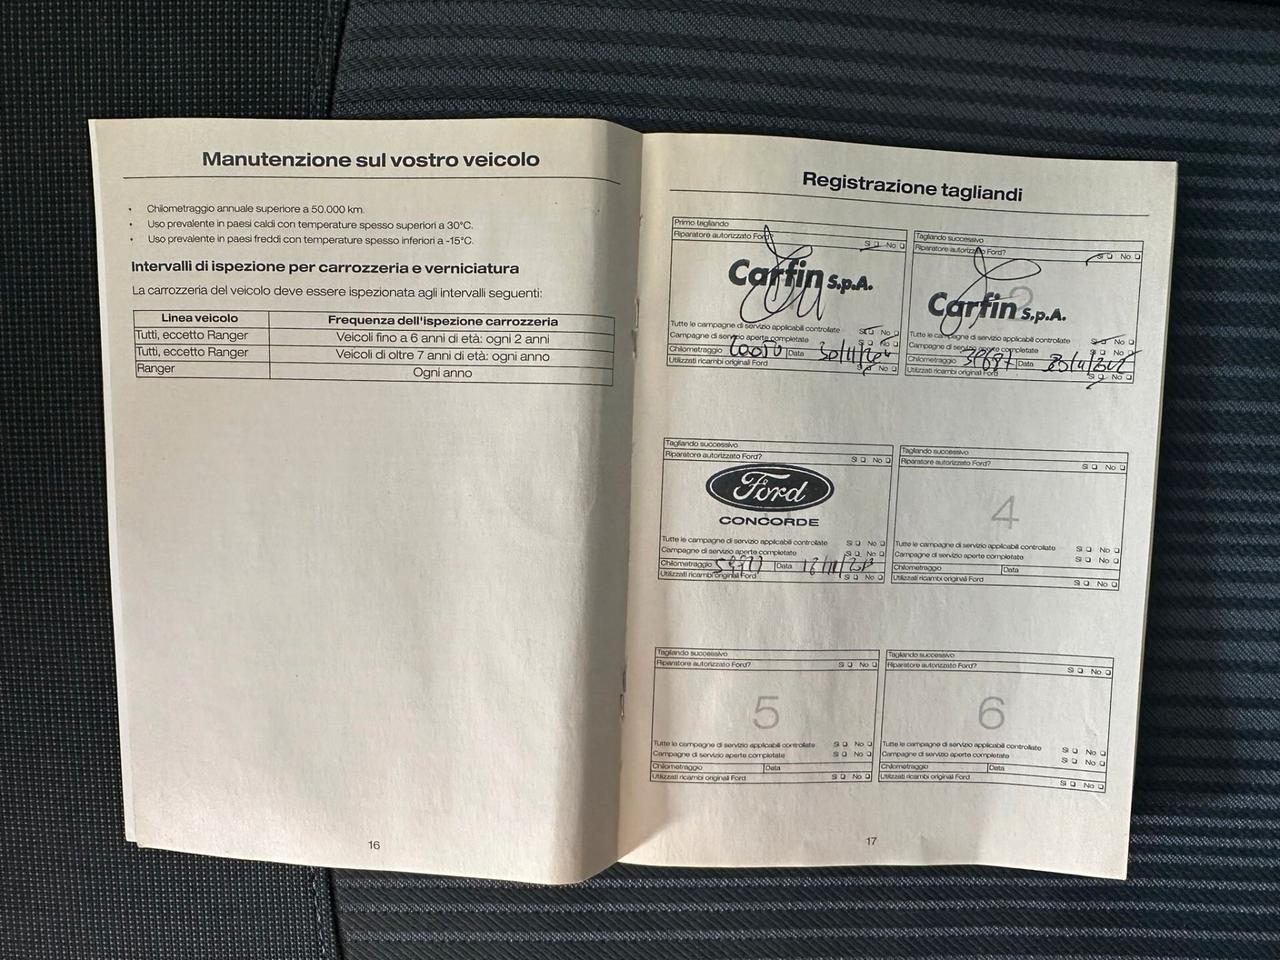 Manutenzione sul vostro veicolo
• Chilometraggio annuale superiore a 50.000 km.
• Uso prevalente in paesi caldi con temperature spesso superiori a 30°C.
• Uso prevalente in paesi freddi con temperature spesso inferiori a -15°C.
Intervalli di ispezione per carrozzeria e verniciatura
La carrozzeria del veicolo deve essere ispezionata agli intervalli seguenti:
Linea veicolo Frequenza dell'ispezione carrozzeria
Tutti, eccetto Ranger Veicoli fino a 6 anni di età: ogni 2 anni
Tutti, eccetto Ranger Veicoli di oltre 7 anni di età: ogni anno
Ranger Ogni anno
16
Registrazione tagliandi
Primo tagliando
Riparatore autorizzato Ford? Sì No
Carfin S.p.A.
Tutte le campagne di servizio applicabili controllate Sì No
Campagne di servizio aperte completate Sì No
Chilometraggio Data
Utilizzati ricambi originali Ford Sì No
Tagliando successivo
Riparatore autorizzato Ford? Sì No
2
Carfin S.p.A.
Tutte le campagne di servizio applicabili controllate Sì No
Campagne di servizio aperte completate Sì No
Chilometraggio Data
Utilizzati ricambi originali Ford Sì No
Tagliando successivo
Riparatore autorizzato Ford? Sì No
Ford
CONCORDE
Tutte le campagne di servizio applicabili controllate Sì No
Campagne di servizio aperte completate Sì No
Chilometraggio Data
Utilizzati ricambi originali Ford Sì No
Tagliando successivo
Riparatore autorizzato Ford? Sì No
4
Tutte le campagne di servizio applicabili controllate Sì No
Campagne di servizio aperte completate Sì No
Chilometraggio Data
Utilizzati ricambi originali Ford Sì No
Tagliando successivo
Riparatore autorizzato Ford? Sì No
5
Tutte le campagne di servizio applicabili controllate Sì No
Campagne di servizio aperte completate Sì No
Chilometraggio Data
Utilizzati ricambi originali Ford Sì No
Tagliando successivo
Riparatore autorizzato Ford? Sì No
6
Tutte le campagne di servizio applicabili controllate Sì No
Campagne di servizio aperte completate Sì No
Chilometraggio Data
Utilizzati ricambi originali Ford Sì No
17